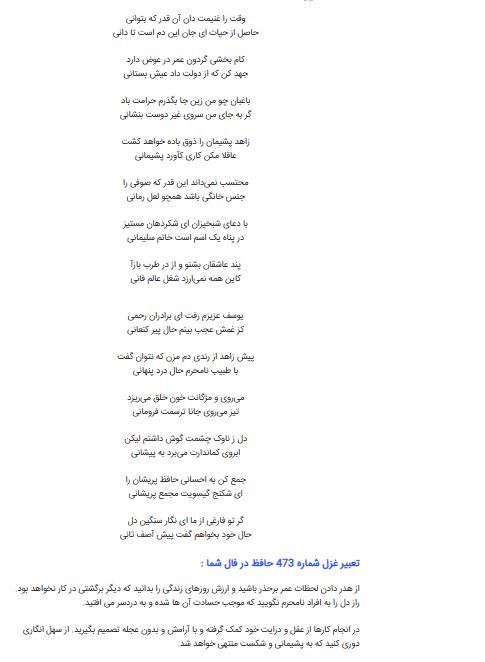 وقت را غنیمت دان آن قدر که بتوانی
حاصل از حیات ای جان این دم است تا دانی
کام بخشی گردون عمر در عوض دارد
جهد کن که از دولت داد عیش بستانی
باغبان چو من زین جا بگذرم حرامت باد
گر به جای من سروی غیر دوست بنشانی
زاهد پشیمان را ذوق باده خواهد کشت
عاقلا مکن کاری کآورد پشیمانی
محتسب نمی‌داند این قدر که صوفی را
جنس خانگی باشد همچو لعل رمانی
با دعای شبخیزان ای شکردهان مستیز
در پناه یک اسم است خاتم سلیمانی
پند عاشقان بشنو و از در طرب بازآ
کاین همه نمی‌ارزد شغل عالم فانی
یوسف عزیزم رفت ای برادران رحمی
کز غمش عجب بینم حال پیر کنعانی
پیش زاهد از رندی دم مزن که نتوان گفت
با طبیب نامحرم حال درد پنهانی
می‌روی و مژگانت خون خلق می‌ریزد
تیز می‌روی جانا ترسمت فرومانی
دل ز ناوک چشمت گوش داشتم لیکن
ابروی کماندارت می‌برد به پیشانی
جمع کن به احسانی حافظ پریشان را
ای شکنج گیسویت مجمع پریشانی
گر تو فارغی از ما ای نگار سنگین دل
حال خود بخواهم گفت پیش آصف ثانی
تعبیر غزل شماره 473 حافظ در فال شما :
از هدر دادن لحظات عمر برحذر باشید و ارزش روزهای زندگی را بدانید که دیگر برگشتی در کار نخواهد بود.
راز دل را به افراد نامحرم نگویید که موجب حسادت آن ها شده و به دردسر می افتید.
در انجام کارها از عقل و درایت خود کمک گرفته و با آرامش و بدون عجله تصمیم بگیرید. از سهل انگاری
دوری کنید که به پشیمانی و شکست منتهی خواهد شد.